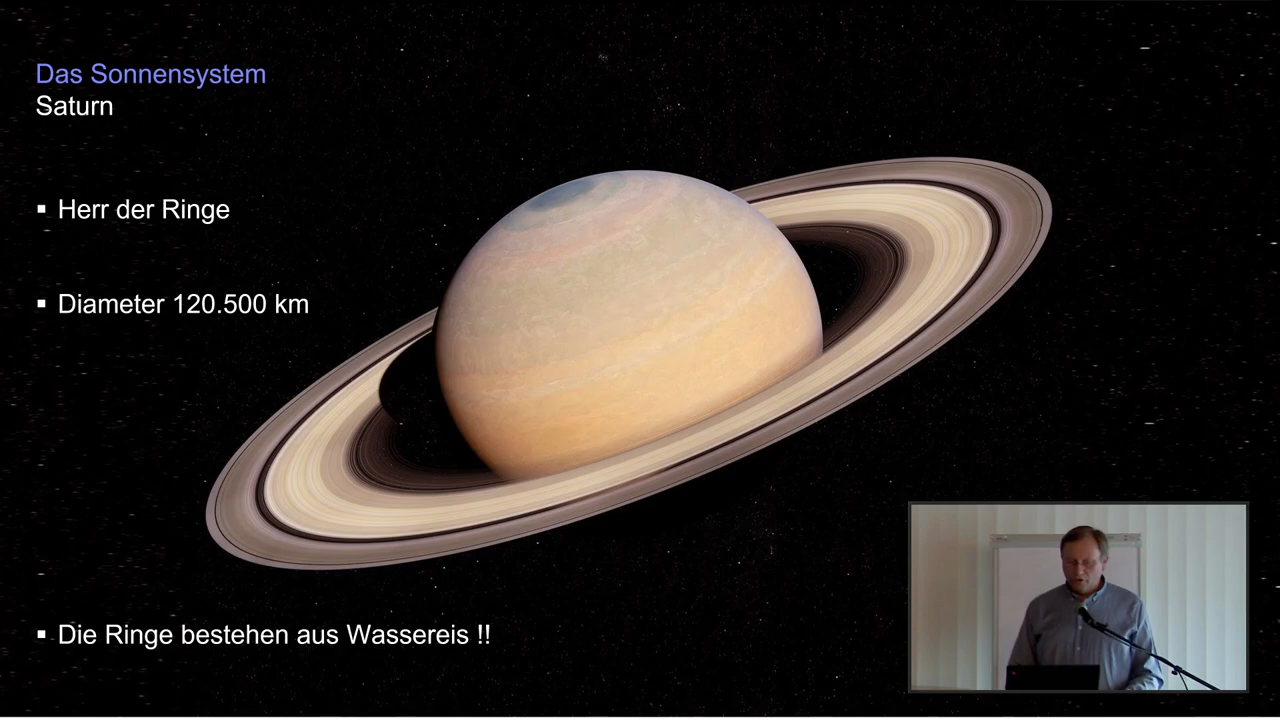 Das Sonnensystem
Saturn
▪ Herr der Ringe
▪ Diameter 120.500 km
▪ Die Ringe bestehen aus Wassereis !!